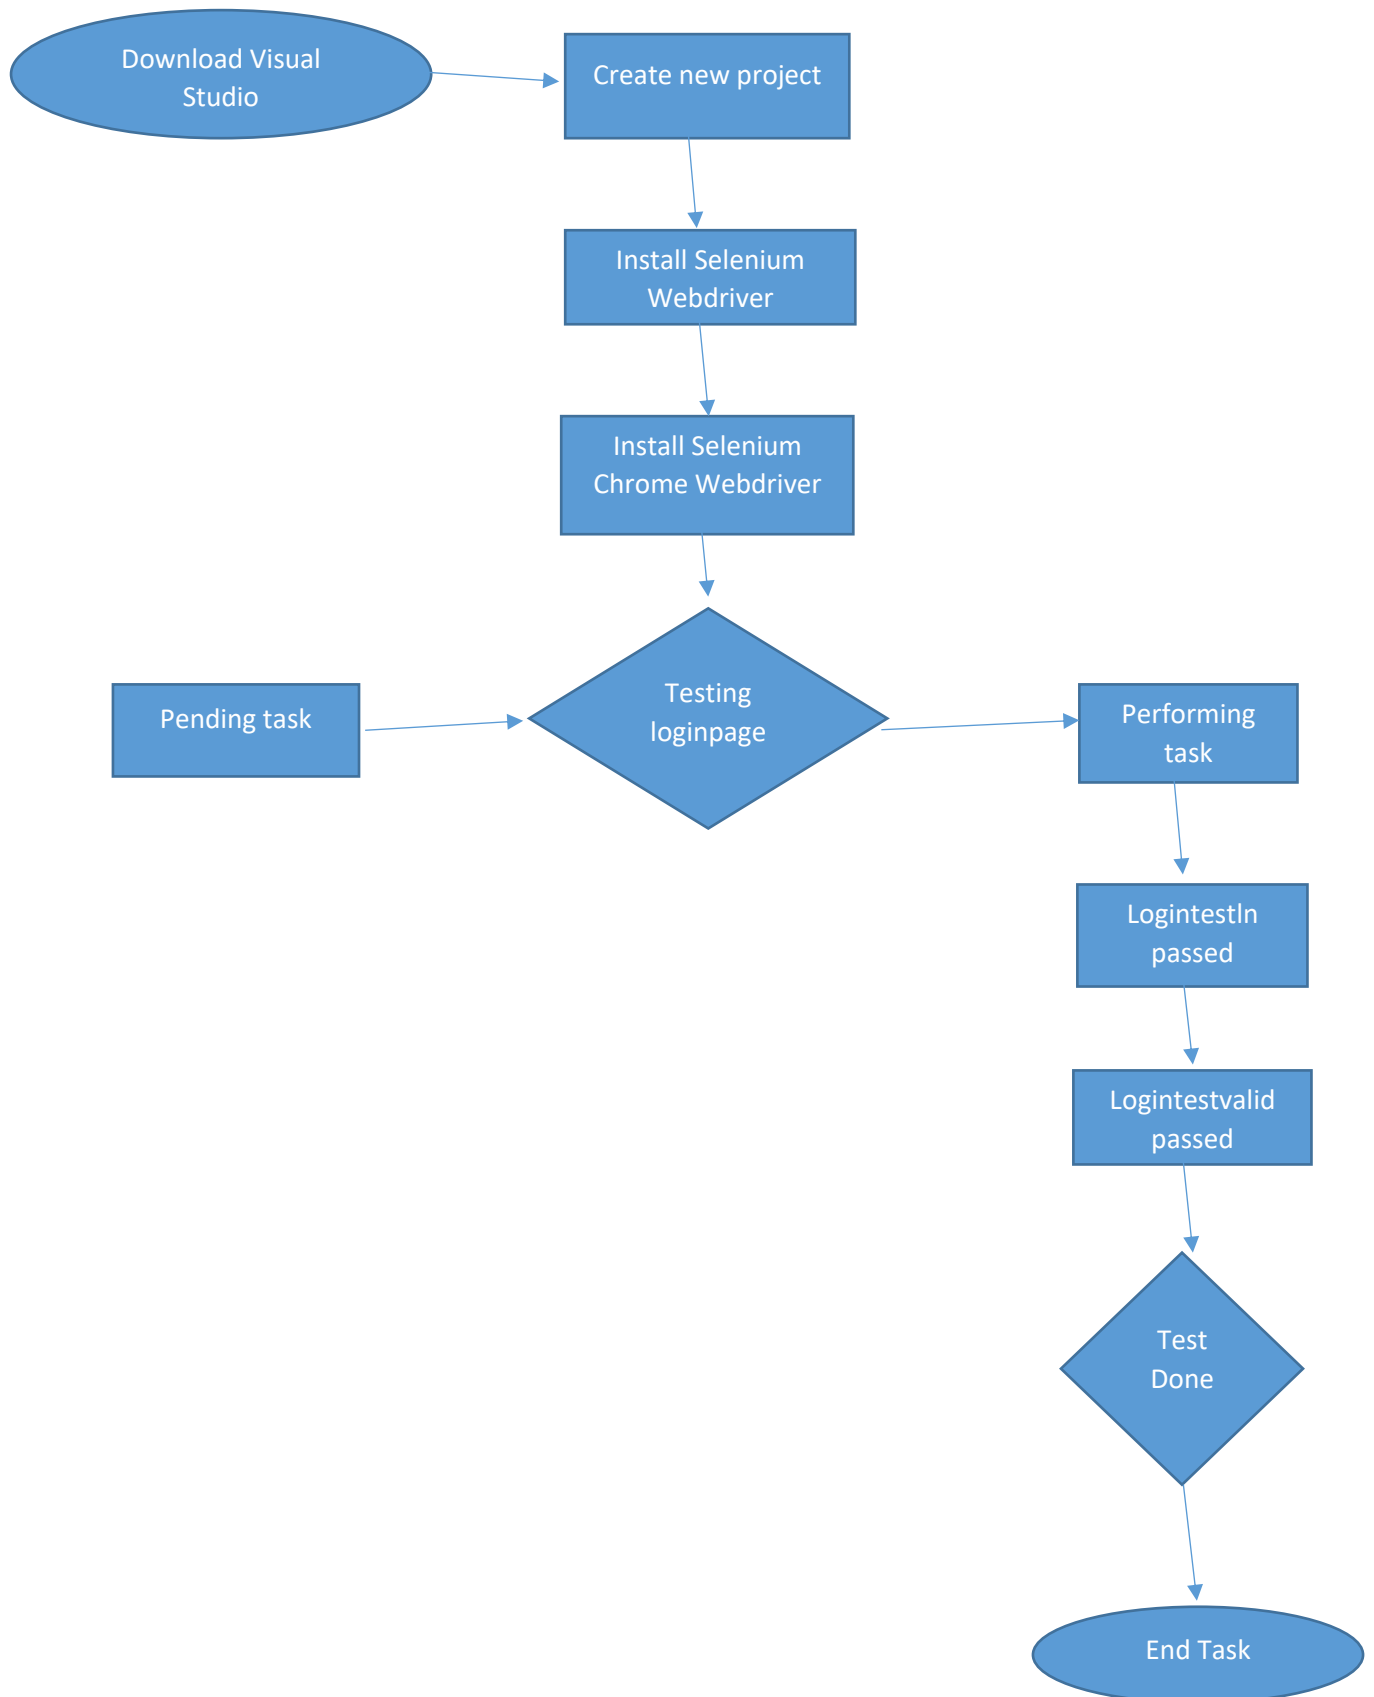 Download Visual
Studio
Create new project
Install Selenium
Webdriver
Install Selenium
Chrome Webdriver
Pending task
Testing
loginpage
Performing
task
LogintestIn
passed
Logintestvalid
passed
Test
Done
End Task